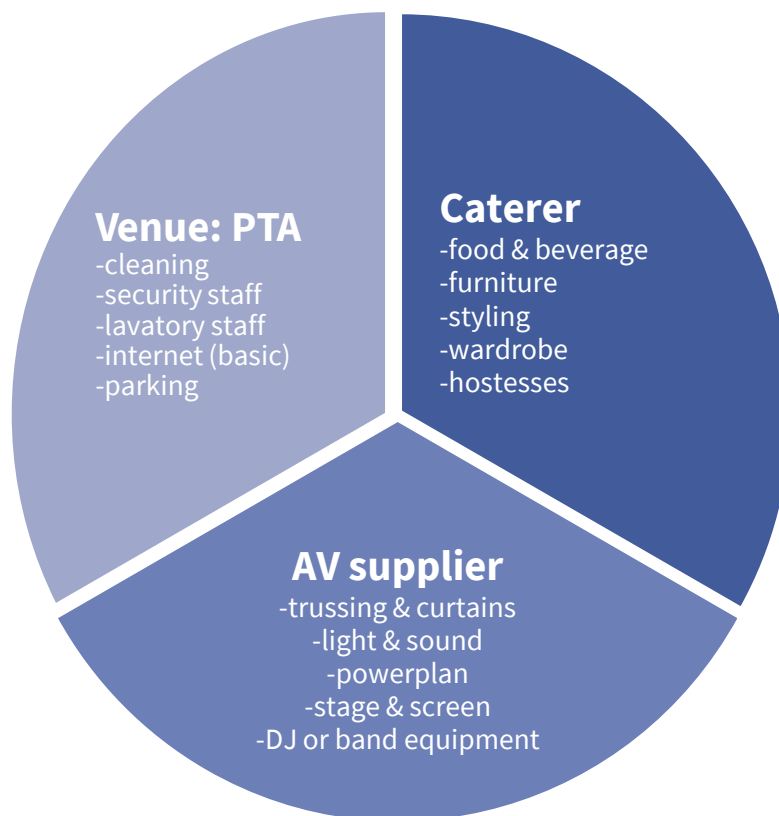 Venue: PTA
-cleaning
-security staff
-lavatory staff
-internet (basic)
-parking
Caterer
-food & beverage
-furniture
-styling
-wardrobe
-hostesses
AV supplier
-trussing & curtains
-light & sound
-powerplan
-stage & screen
-DJ or band equipment